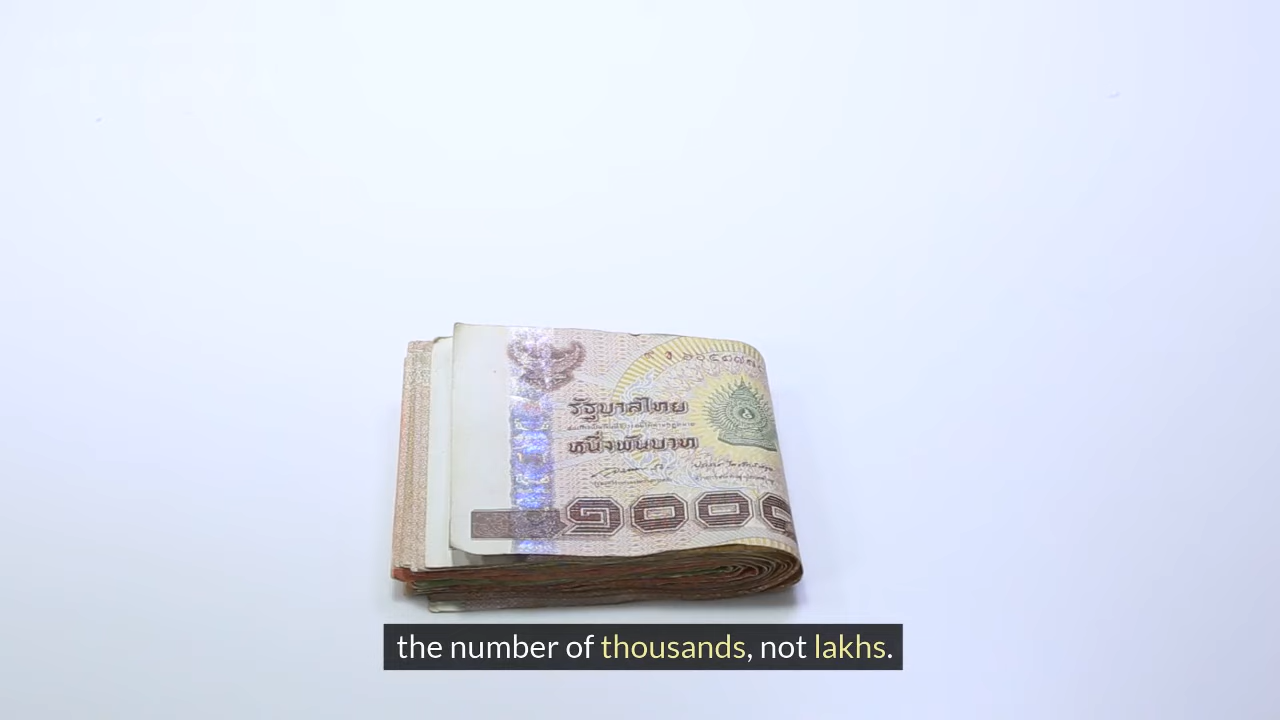 รัฐบาลไทย
หนึ่งพันบาท
๑๐๐๐
the number of thousands, not lakhs.